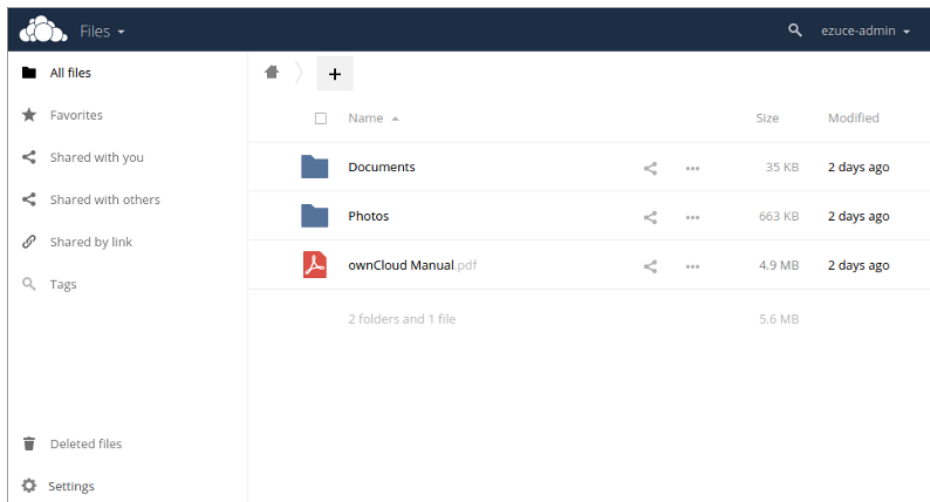 Files
ezuce-admin
All files
Favorites
Shared with you
Shared with others
Shared by link
Tags
Deleted files
Settings
+
Name Size Modified
Documents 35 KB 2 days ago
Photos 663 KB 2 days ago
ownCloud Manual.pdf 4.9 MB 2 days ago
2 folders and 1 file 5.6 MB